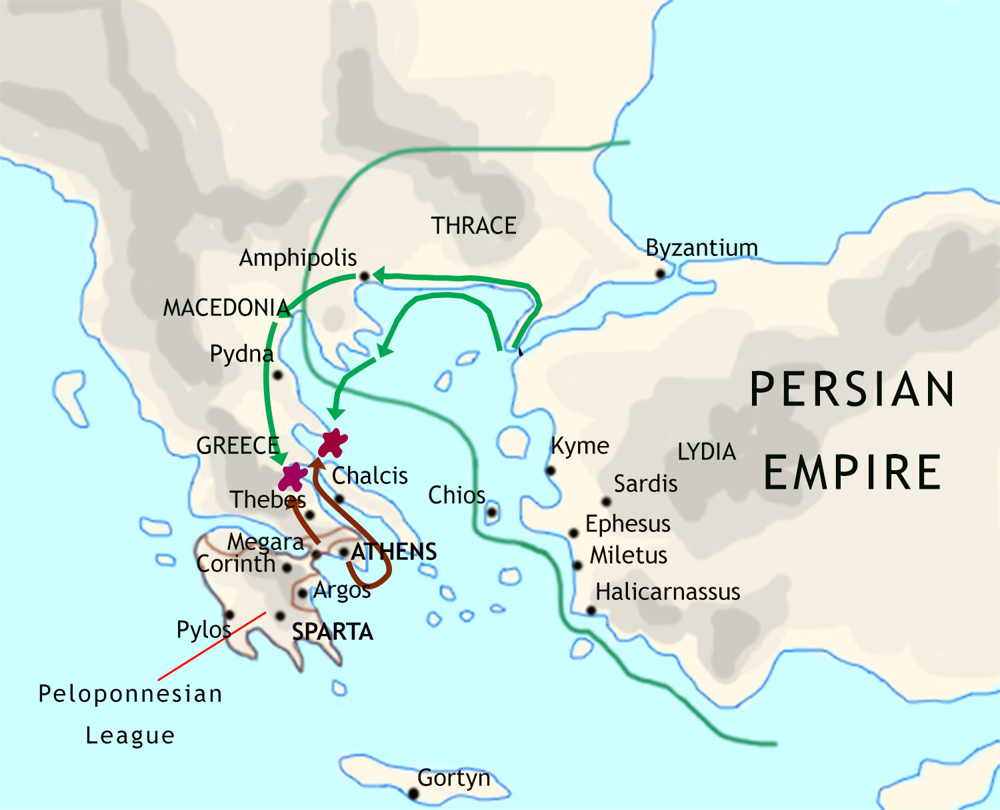 THRACE
Byzantium
Amphipolis
MACEDONIA
Pydna
PERSIAN
EMPIRE
GREECE
Kyme
LYDIA
Chalcis
Sardis
Thebes
Chios
Ephesus
Megara
ATHENS
Miletus
Corinth
Argos
Halicarnassus
Pylos
SPARTA
Peloponnesian
League
Gortyn